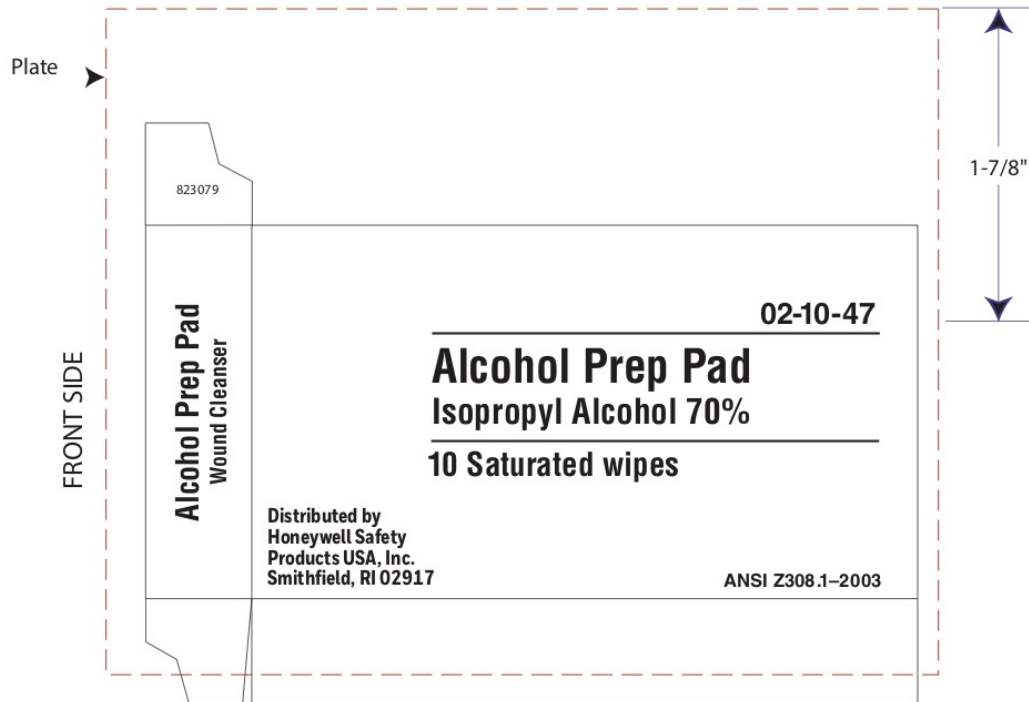 Plate
1-7/8"
823079
FRONT SIDE
Alcohol Prep Pad
Wound Cleanser
02-10-47
Alcohol Prep Pad
Isopropyl Alcohol 70%
10 Saturated wipes
Distributed by
Honeywell Safety
Products USA, Inc.
Smithfield, RI 02917
ANSI Z308.1–2003